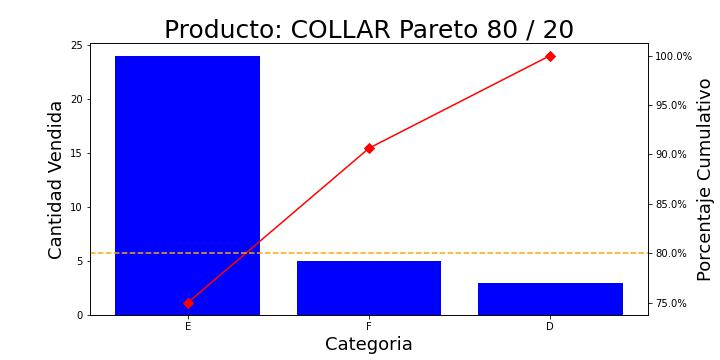 Producto: COLLAR Pareto 80 / 20
25
20
15
10
5
0
Cantidad Vendida
100.0%
95.0%
90.0%
85.0%
80.0%
75.0%
Porcentaje Cumulativo
E F D
Categoria